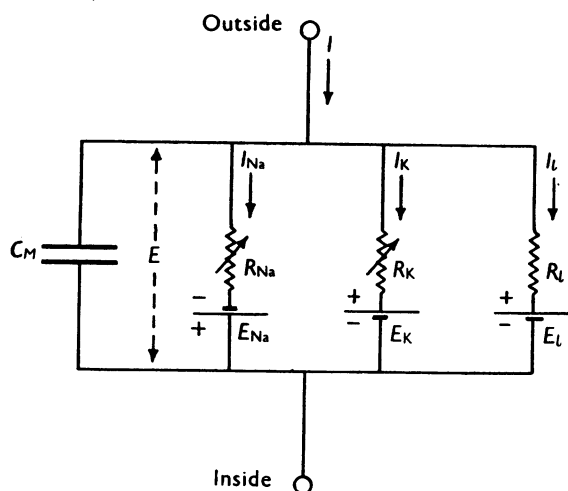 Outside
I
I_Na I_K I_l
C_M E R_Na R_K R_l
− + +
+ E_Na − E_K − E_l
Inside